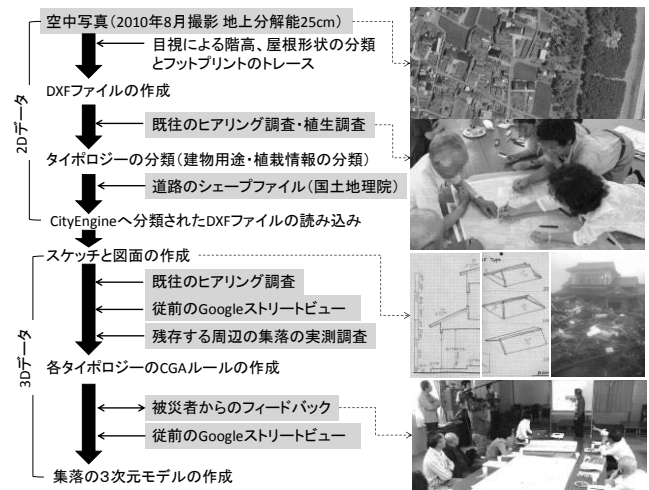 空中写真(2010年8月撮影 地上分解能25cm)
目視による階高、屋根形状の分類
とフットプリントのトレース
DXFファイルの作成
既往のヒアリング調査・植生調査
タイポロジーの分類(建物用途・植栽情報の分類)
道路のシェープファイル(国土地理院)
CityEngineへ分類されたDXFファイルの読み込み
2Dデータ
スケッチと図面の作成
既往のヒアリング調査
従前のGoogleストリートビュー
残存する周辺の集落の実測調査
各タイポロジーのCGAルールの作成
被災者からのフィードバック
従前のGoogleストリートビュー
集落の3次元モデルの作成
3Dデータ
Type